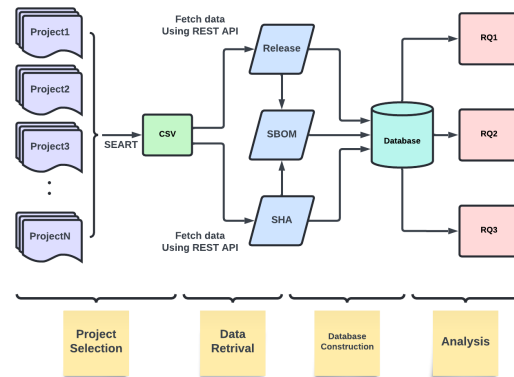 Project1
Project2
Project3
ProjectN
SEART
CSV
Fetch data
Using REST API
Fetch data
Using REST API
Release
SBOM
SHA
Database
RQ1
RQ2
RQ3
Project
Selection
Data
Retrival
Database
Construction
Analysis